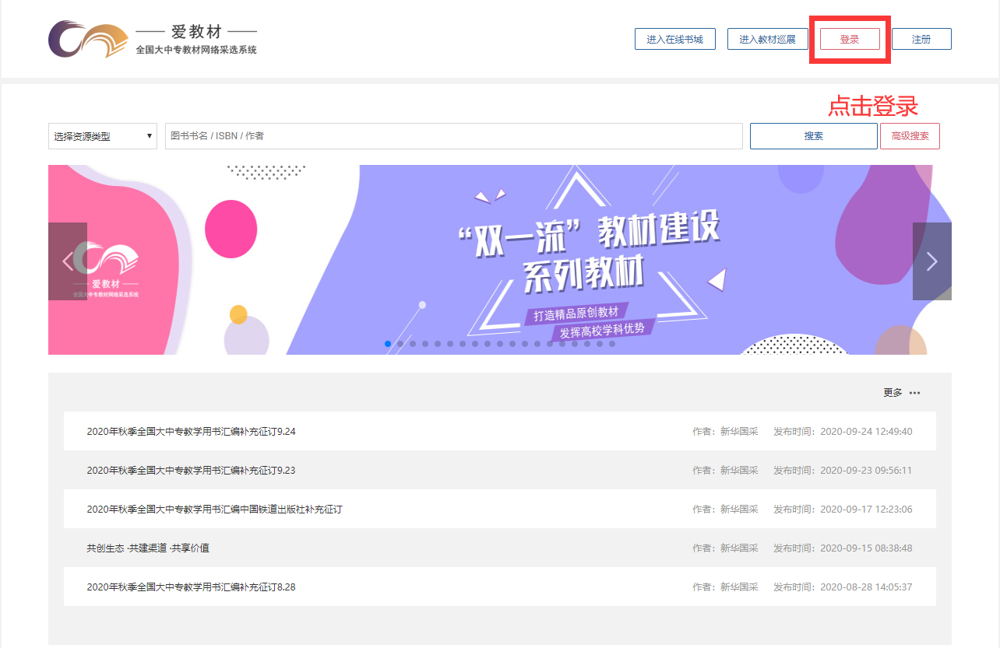 爱教材
全国大中专教材网络采选系统
进入在线书城
进入教材巡展
登录
注册
点击登录
选择资源类型
图书书名 / ISBN / 作者
搜索
高级搜索
“双一流”教材建设
系列教材
打造精品原创教材
发挥高校学科优势
爱教材
全国大中专教材网络采选系统
更多
2020年秋季全国大中专教学用书汇编补充征订9.24 作者：新华国采 发布时间：2020-09-24 12:49:40
2020年秋季全国大中专教学用书汇编补充征订9.23 作者：新华国采 发布时间：2020-09-23 09:56:11
2020年秋季全国大中专教学用书汇编中国铁道出版社补充征订 作者：新华国采 发布时间：2020-09-17 12:23:06
共创生态 ·共建渠道 ·共享价值 作者：新华国采 发布时间：2020-09-15 08:38:48
2020年秋季全国大中专教学用书汇编补充征订8.28 作者：新华国采 发布时间：2020-08-28 14:05:37